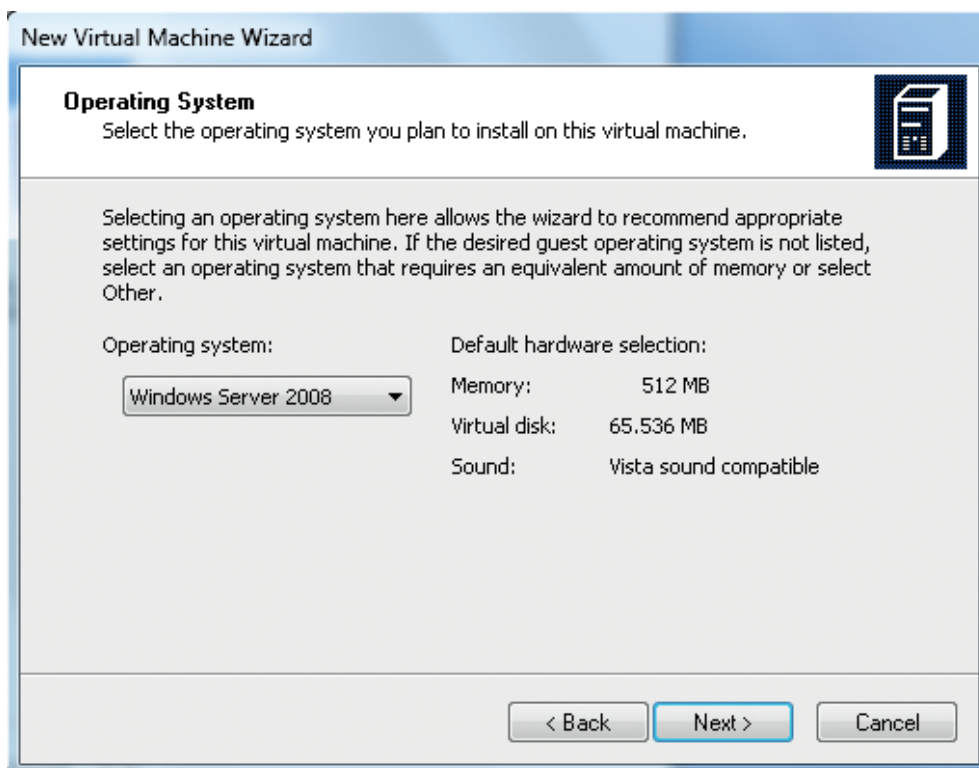 New Virtual Machine Wizard
Operating System
Select the operating system you plan to install on this virtual machine.
Selecting an operating system here allows the wizard to recommend appropriate
settings for this virtual machine. If the desired guest operating system is not listed,
select an operating system that requires an equivalent amount of memory or select
Other.
Operating system:
Windows Server 2008
Default hardware selection:
Memory: 512 MB
Virtual disk: 65.536 MB
Sound: Vista sound compatible
< Back
Next >
Cancel